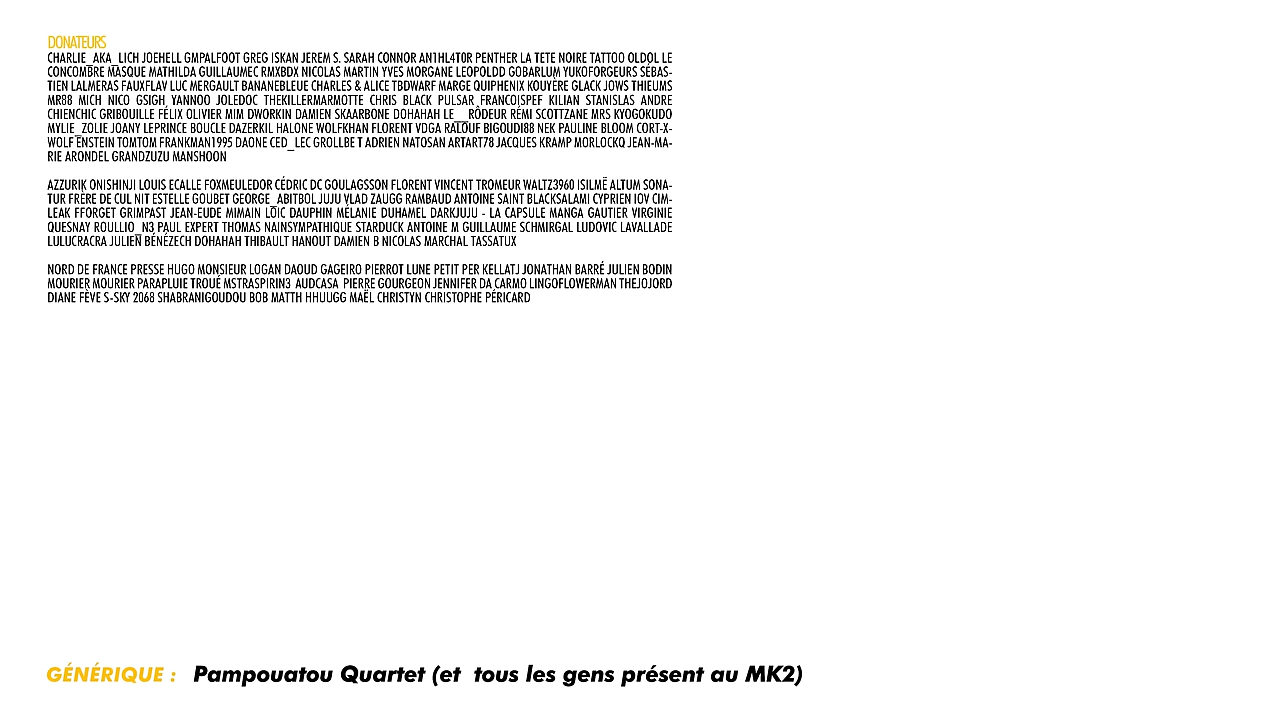 DONATEURS
CHARLIE_AKA_LICH JOEHELL GMPALFOOT GREG ISKAN JEREM S. SARAH CONNOR AN1HL4T0R PENTHER LA TETE NOIRE TATTOO OLDOL LE
CONCOMBRE MASQUE MATHILDA GUILLAUMEC RMXBDX NICOLAS MARTIN YVES MORGANE LEOPOLDD GOBARLUM YUKOFORGEURS SÉBAS-
TIEN LALMERAS FAUXFLAV LUC MERGAULT BANANEBLEUE CHARLES & ALICE TBDWARF MARGE QUIPHENIX KOUYÈRE GLACK JOWS THIEUMS
MR88 MICH NICO GSIGH YANNOO JOLEDOC THEKILLERMARMOTTE CHRIS BLACK PULSAR FRANCOISPEF KILIAN STANISLAS ANDRE
CHIENCHIC GRIBOUILLE FÉLIX OLIVIER MIM DWORKIN DAMIEN SKAARBONE DOHAHAH LE__RÔDEUR RÉMI SCOTTZANE MRS KYOGOKUDO
MYLIE_ZOLIE JOANY LEPRINCE BOUCLE DAZERKIL HALONE WOLFKHAN FLORENT VDGA RALOUF BIGOUDI88 NEK PAULINE BLOOM CORT-X-
WOLF ENSTEIN TOMTOM FRANKMAN1995 DAONE CED_LEC GROLLBE T ADRIEN NATOSAN ARTART78 JACQUES KRAMP MORLOCKQ JEAN-MA-
RIE ARONDEL GRANDZUZU MANSHOON
AZZURIK ONISHINJI LOUIS ECALLE FOXMEULEDOR CÉDRIC DC GOULAGSSON FLORENT VINCENT TROMEUR WALTZ3960 ISILMË ALTUM SONA-
TUR FRÈRE DE CUL NIT ESTELLE GOUBET GEORGE_ABITBOL JUJU VLAD ZAUGG RAMBAUD ANTOINE SAINT BLACKSALAMI CYPRIEN IOV CIM-
LEAK FFORGET GRIMPAST JEAN-EUDE MIMAIN LOÏC DAUPHIN MÉLANIE DUHAMEL DARKJUJU - LA CAPSULE MANGA GAUTIER VIRGINIE
QUESNAY ROULLIO_N3 PAUL EXPERT THOMAS NAINSYMPATHIQUE STARDUCK ANTOINE M GUILLAUME SCHMIRGAL LUDOVIC LAVALLADE
LULUCRACRA JULIEN BÉNÉZECH DOHAHAH THIBAULT HANOUT DAMIEN B NICOLAS MARCHAL TASSATUX
NORD DE FRANCE PRESSE HUGO MONSIEUR LOGAN DAOUD GAGEIRO PIERROT LUNE PETIT PER KELLATJ JONATHAN BARRÉ JULIEN BODIN
MOURIER MOURIER PARAPLUIE TROUÉ MSTRASPIRIN3 AUDCASA PIERRE GOURGEON JENNIFER DA CARMO LINGOFLOWERMAN THEJOJORD
DIANE FÈVE S-SKY 2068 SHABRANIGOUDOU BOB MATTH HHUUGG MAËL CHRISTYN CHRISTOPHE PÉRICARD
GÉNÉRIQUE : Pampouatou Quartet (et tous les gens présent au MK2)